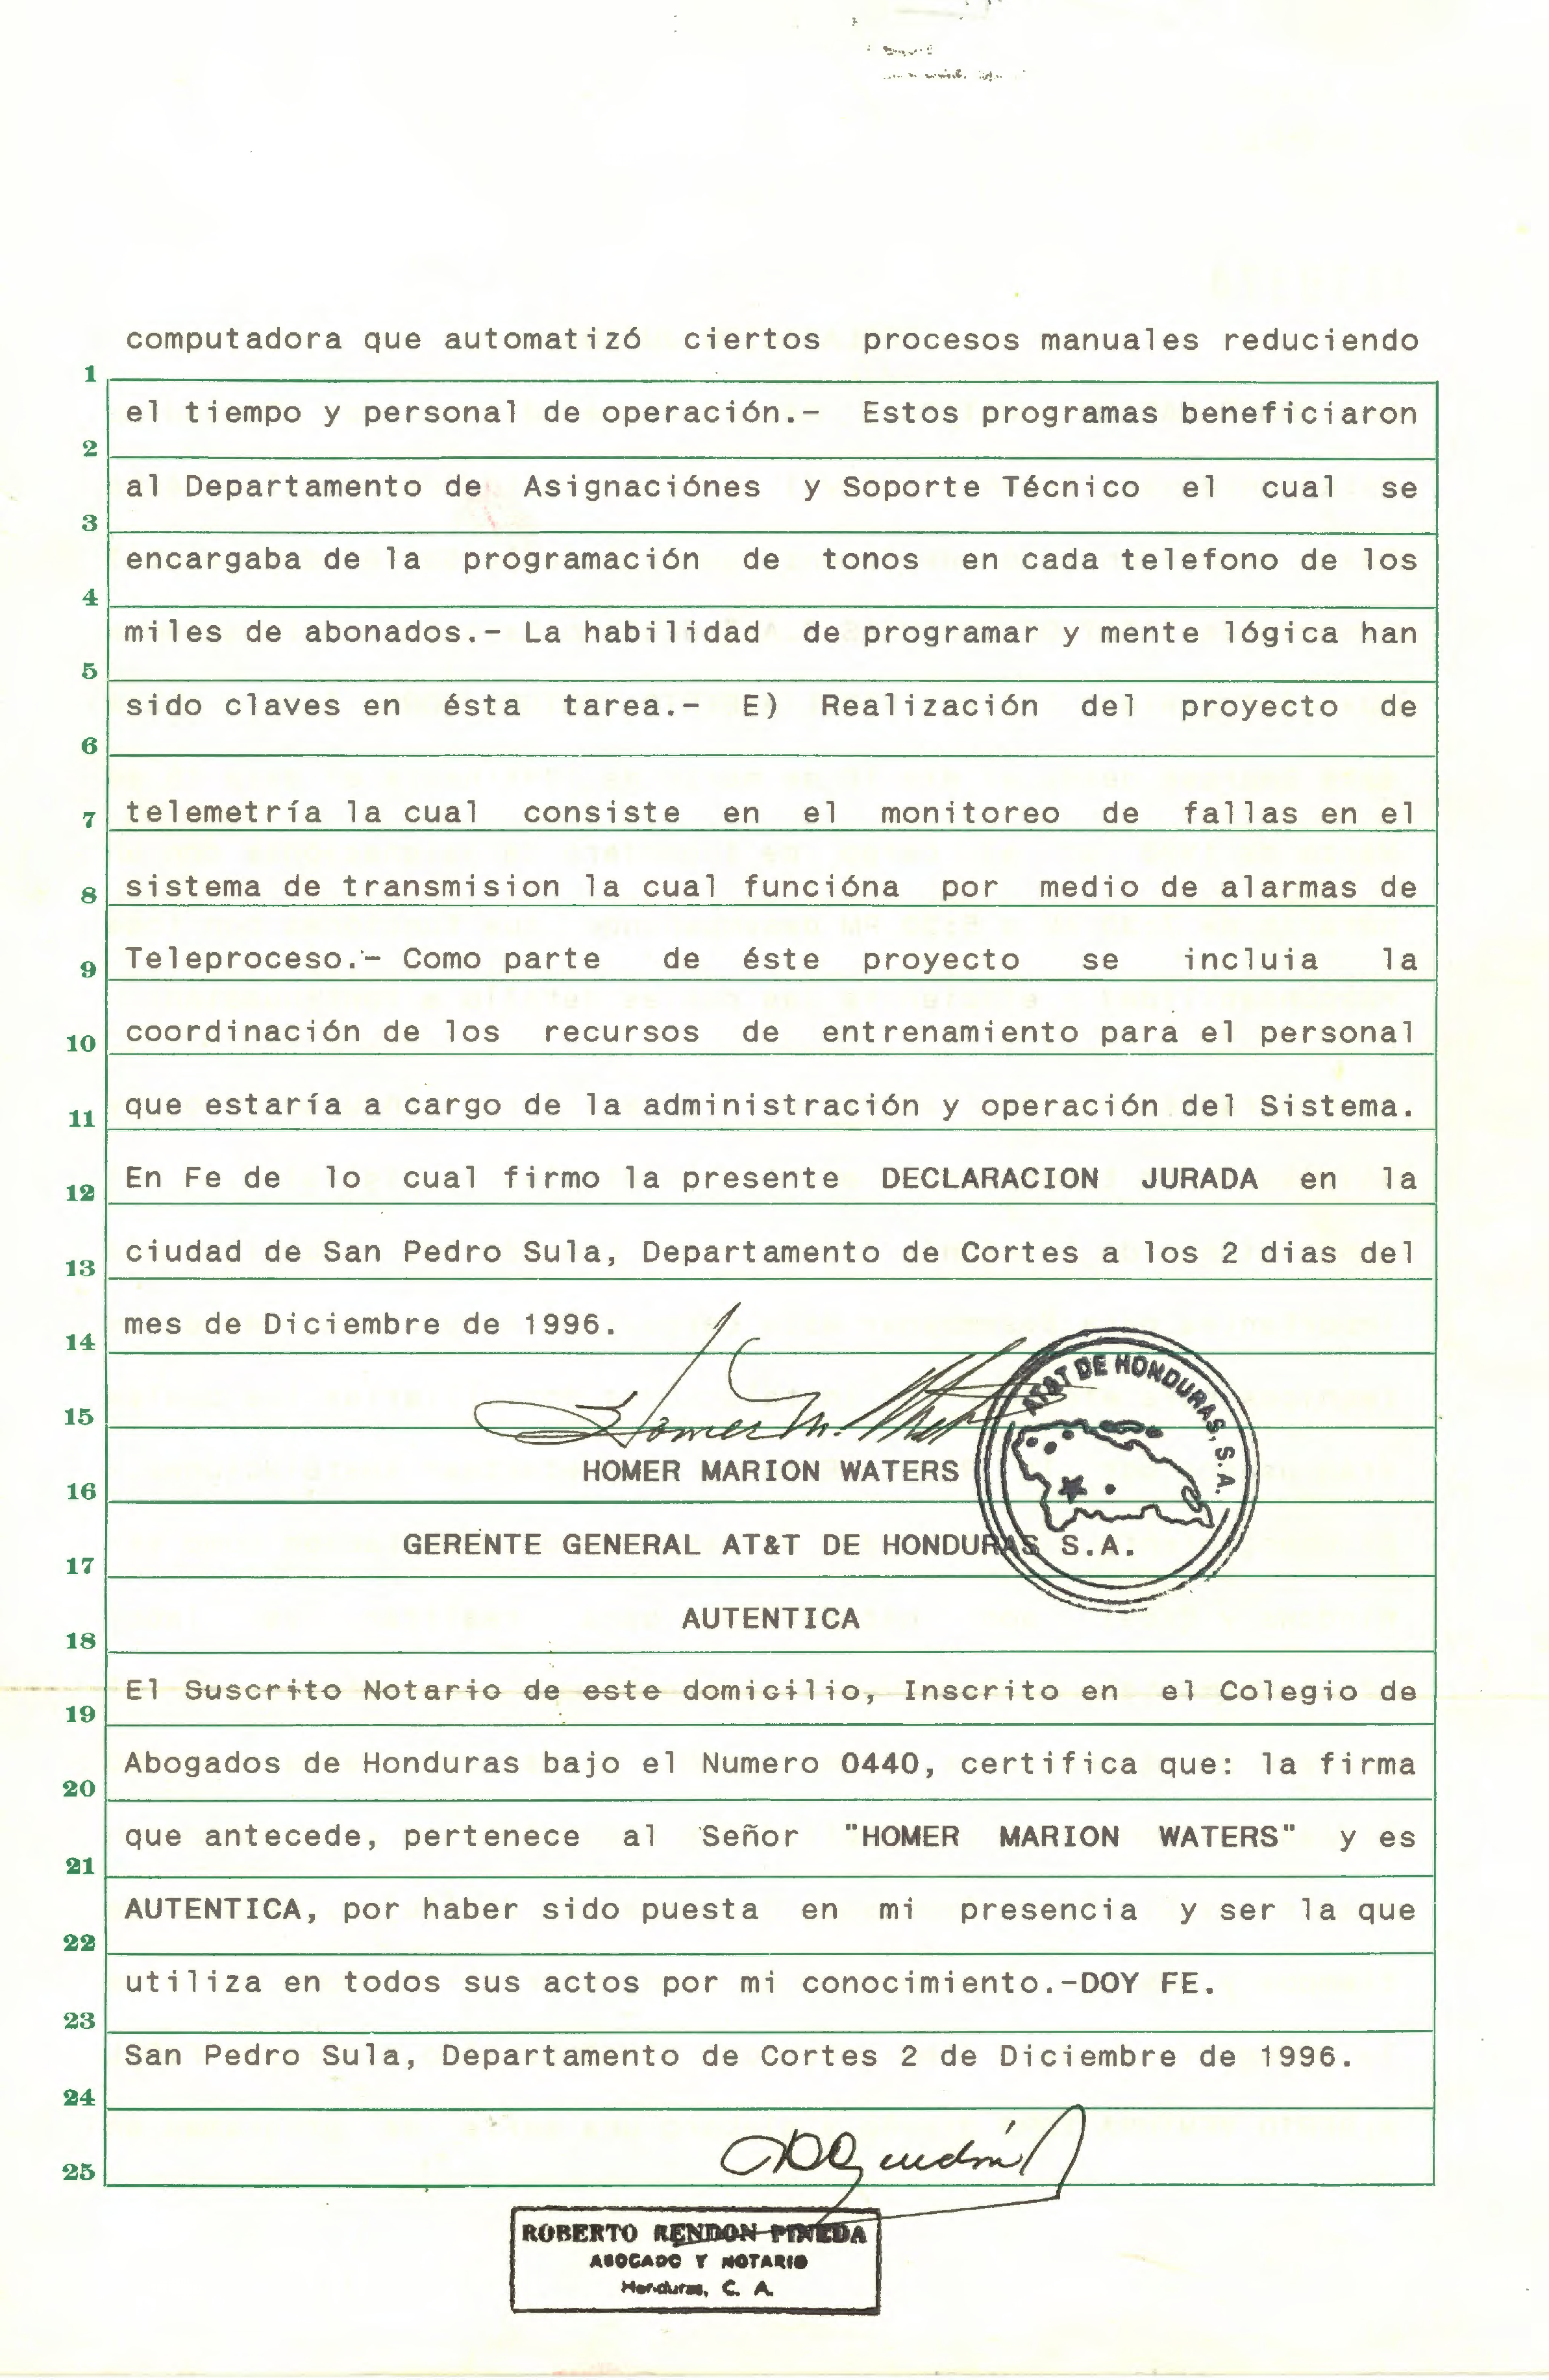 computadora que automatizó ciertos procesos manuales reduciendo
1
el tiempo y personal de operación.- Estos programas beneficiaron
2
al Departamento de Asignaciónes y Soporte Técnico el cual se
3
encargaba de la programación de tonos en cada telefono de los
4
miles de abonados.- La habilidad de programar y mente lógica han
5
sido claves en ésta tarea.- E) Realización del proyecto de
6
7 telemetría la cual consiste en el monitoreo de fallas en el
8 sistema de transmision la cual funcióna por medio de alarmas de
9 Teleproceso.- Como parte de éste proyecto se incluia la
10 coordinación de los recursos de entrenamiento para el personal
11 que estaría a cargo de la administración y operación del Sistema.
12 En Fe de lo cual firmo la presente DECLARACION JURADA en la
13 ciudad de San Pedro Sula, Departamento de Cortes a los 2 dias del
14 mes de Diciembre de 1996.
AT&T DE HONDURAS, S.A.
15 Homer M.
HOMER MARION WATERS
16
GERENTE GENERAL AT&T DE HONDURAS S.A.
17
AUTENTICA
18
El Suscrito Notario de este domicilio, Inscrito en el Colegio de
19
Abogados de Honduras bajo el Numero 0440, certifica que: la firma
20
que antecede, pertenece al Señor "HOMER MARION WATERS" y es
21
AUTENTICA, por haber sido puesta en mi presencia y ser la que
22
utiliza en todos sus actos por mi conocimiento.-DOY FE.
23
San Pedro Sula, Departamento de Cortes 2 de Diciembre de 1996.
24
25
ROBERTO RENDON PINEDA
ABOGADO Y NOTARIO
Honduras, C. A.